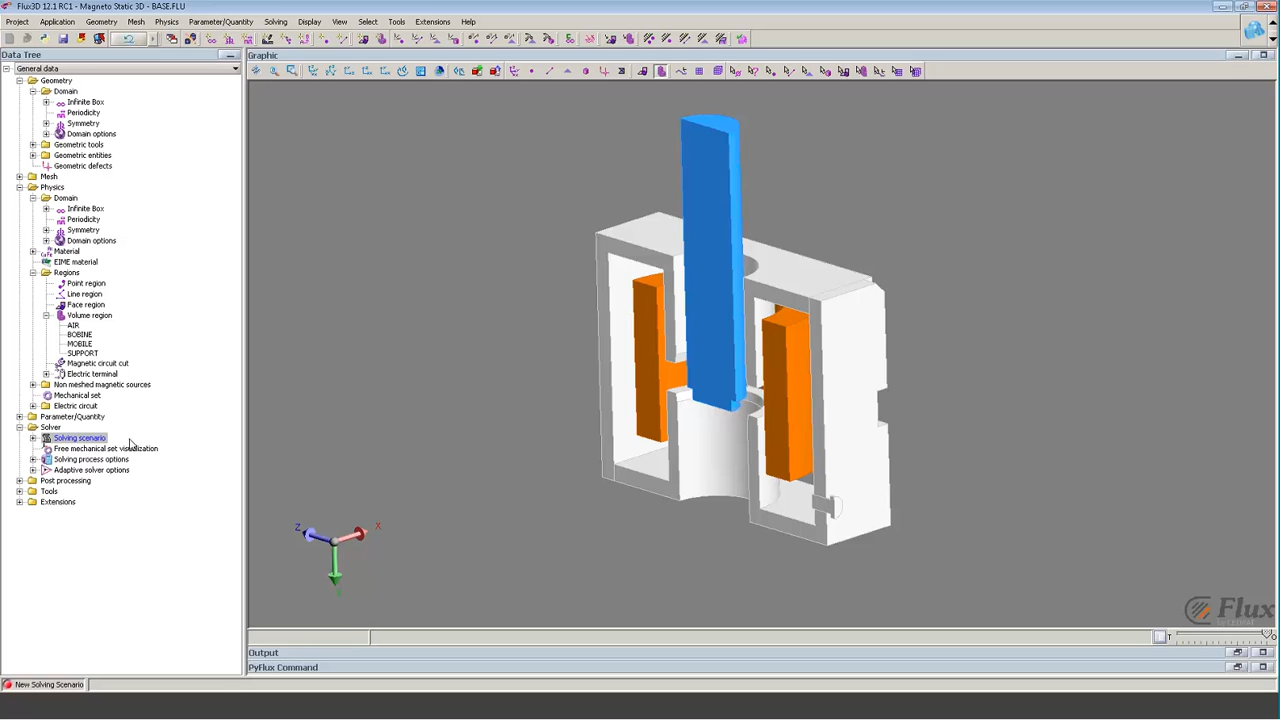 Flux3D 12.1 RC1 - Magneto Static 3D - BASE.FLU
Project Application Geometry Mesh Physics Parameter/Quantity Solving Display View Select Tools Extensions Help
Data Tree
Graphic
General data
Geometry
Domain
Infinite Box
Periodicity
Symmetry
Domain options
Geometric tools
Geometric entities
Geometric defects
Mesh
Physics
Domain
Infinite Box
Periodicity
Symmetry
Domain options
Material
EIME material
Regions
Point region
Line region
Face region
Volume region
AIR
BOBINE
MOBILE
SUPPORT
Magnetic circuit cut
Electric terminal
Non meshed magnetic sources
Mechanical set
Electric circuit
Parameter/Quantity
Solver
Solving scenario
Free mechanical set visualization
Solving process options
Adaptive solver options
Post processing
Tools
Extensions
Z X
Flux
T
Output
PyFlux Command
New Solving Scenario